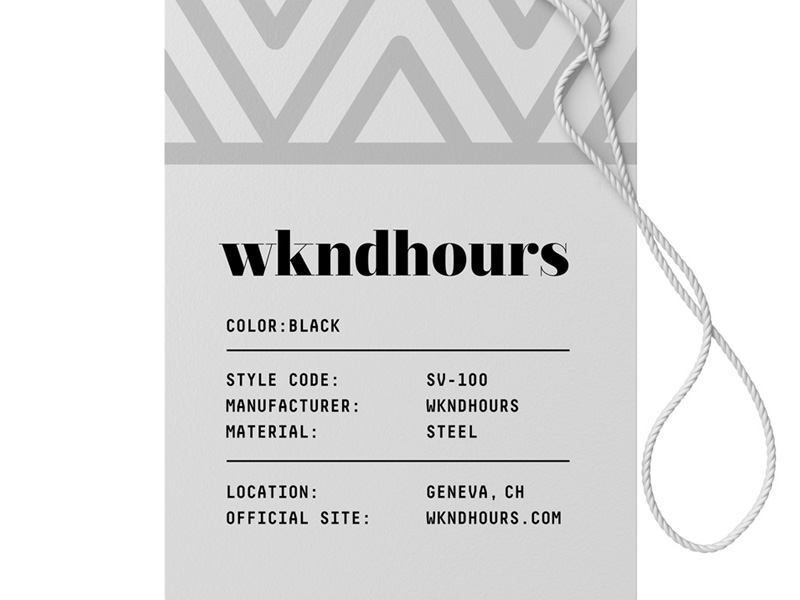 wkndhours
COLOR:BLACK
STYLE CODE: SV-100
MANUFACTURER: WKNDHOURS
MATERIAL: STEEL
LOCATION: GENEVA, CH
OFFICIAL SITE: WKNDHOURS.COM